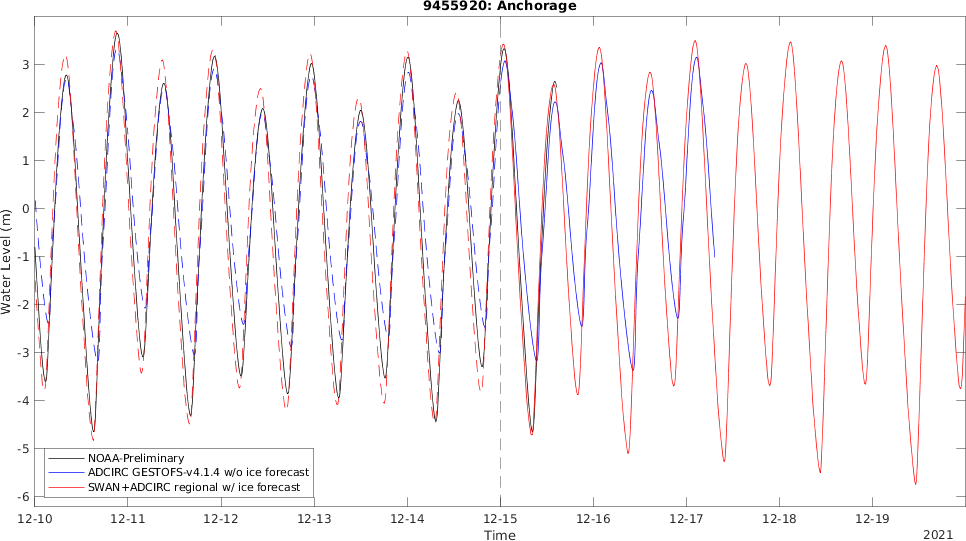 9455920: Anchorage
Water Level (m)
3
2
1
0
-1
-2
-3
-4
-5
-6
NOAA-Preliminary
ADCIRC GESTOFS-v4.1.4 w/o ice forecast
SWAN+ADCIRC regional w/ ice forecast
12-10 12-11 12-12 12-13 12-14 12-15 12-16 12-17 12-18 12-19
Time
2021